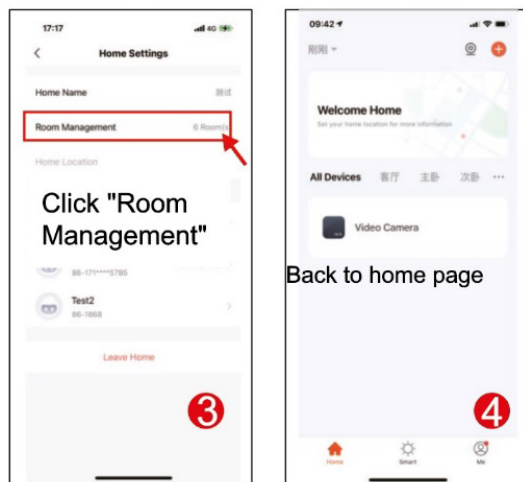 17:17
4G
Home Settings
Home Name 测试
Room Management 6 Room(s)
Home Location
Click "Room
Management"
86-171****5785
Test2
86-1868
Leave Home
3
09:42
刚刚
Welcome Home
Set your home location for more information
All Devices 客厅 主卧 次卧 ...
Video Camera
Back to home page
4
Home Smart Me